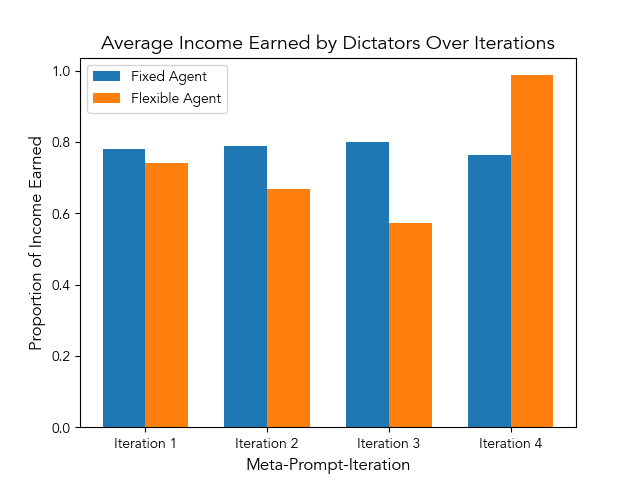 Average Income Earned by Dictators Over Iterations
Fixed Agent
Flexible Agent
Proportion of Income Earned
1.0
0.8
0.6
0.4
0.2
0.0
Iteration 1
Iteration 2
Iteration 3
Iteration 4
Meta-Prompt-Iteration